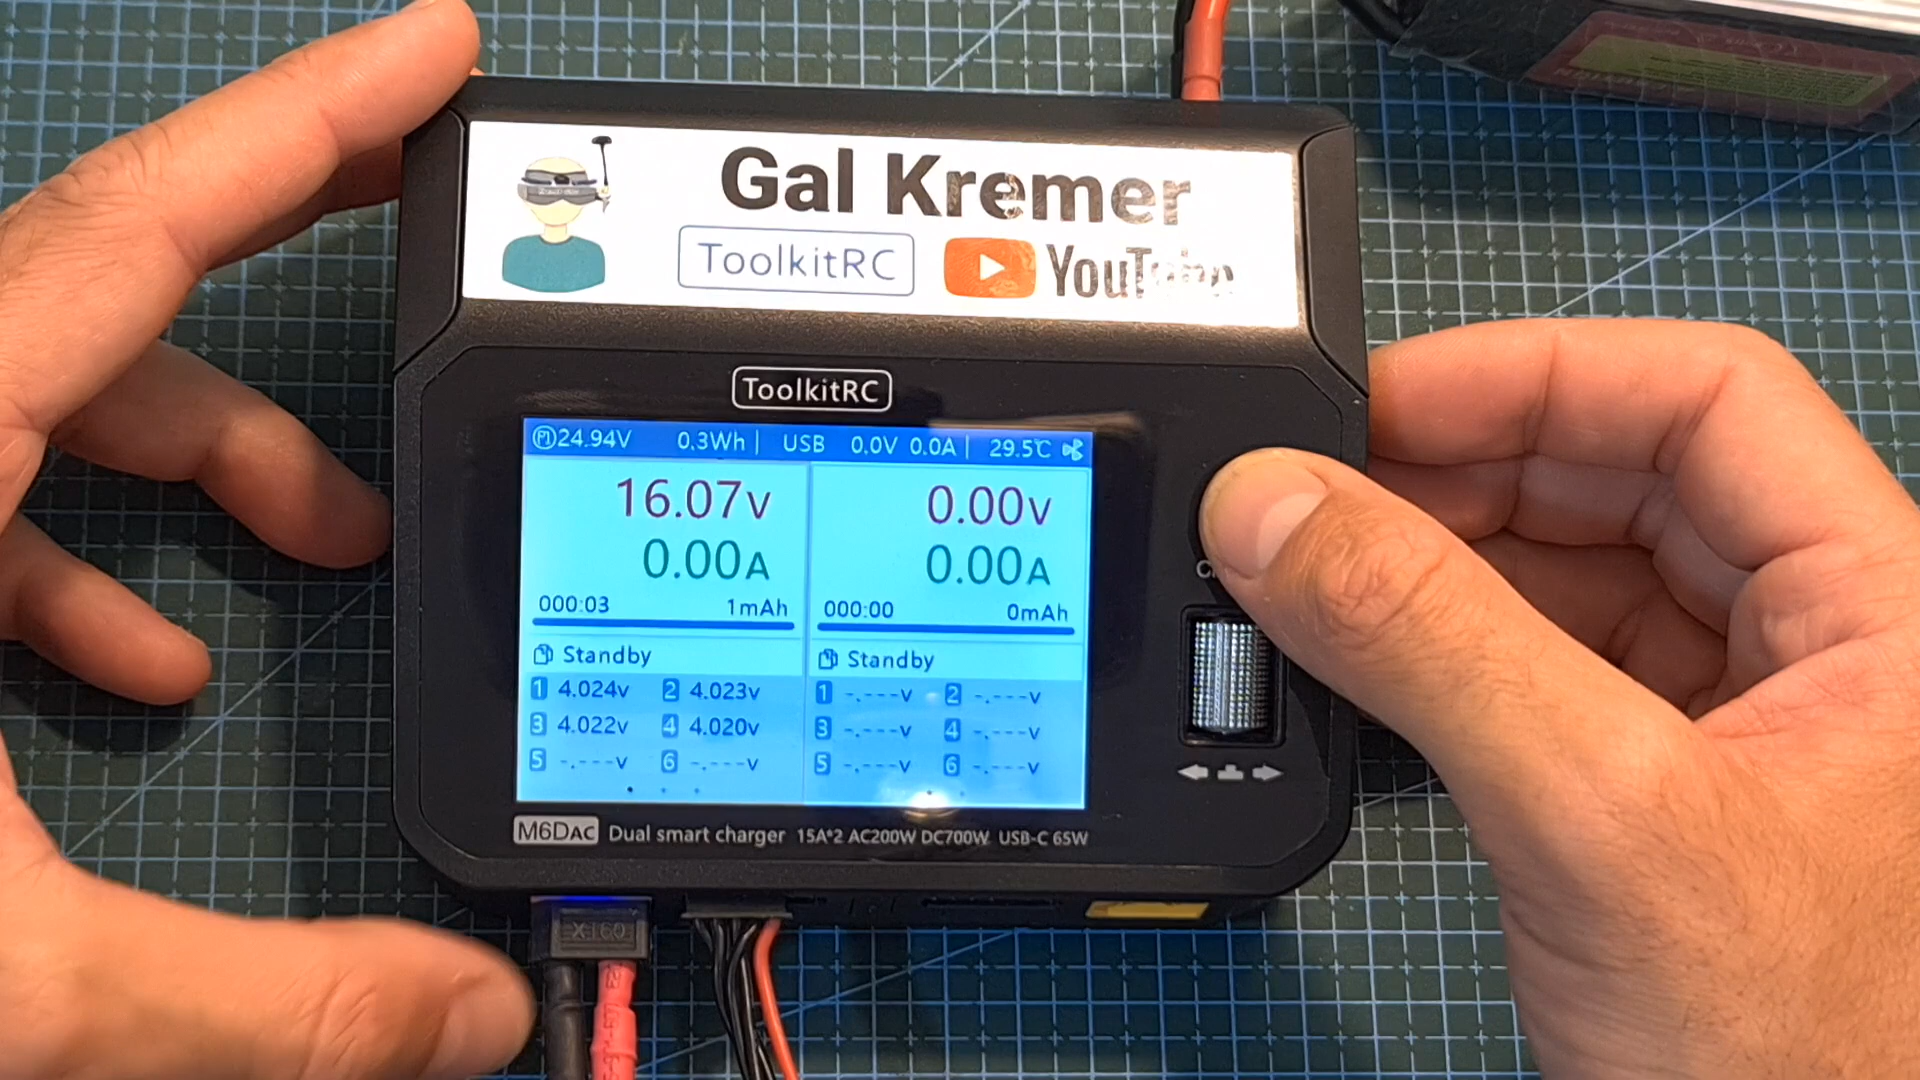 Gal Kremer
ToolkitRC YouTube
ToolkitRC
P1 24.94V 0.3Wh | USB 0.0V 0.0A | 29.5℃
16.07V 0.00V
0.00A 0.00A
000:03 1mAh 000:00 0mAh
Standby Standby
1 4.024v 2 4.023v 1 -.---v 2 -.---v
3 4.022v 4 4.020v 3 -.---v 4 -.---v
5 -.---v 6 -.---v 5 -.---v 6 -.---v
M6DAC Dual smart charger 15A*2 AC200W DC700W USB-C 65W
XT60